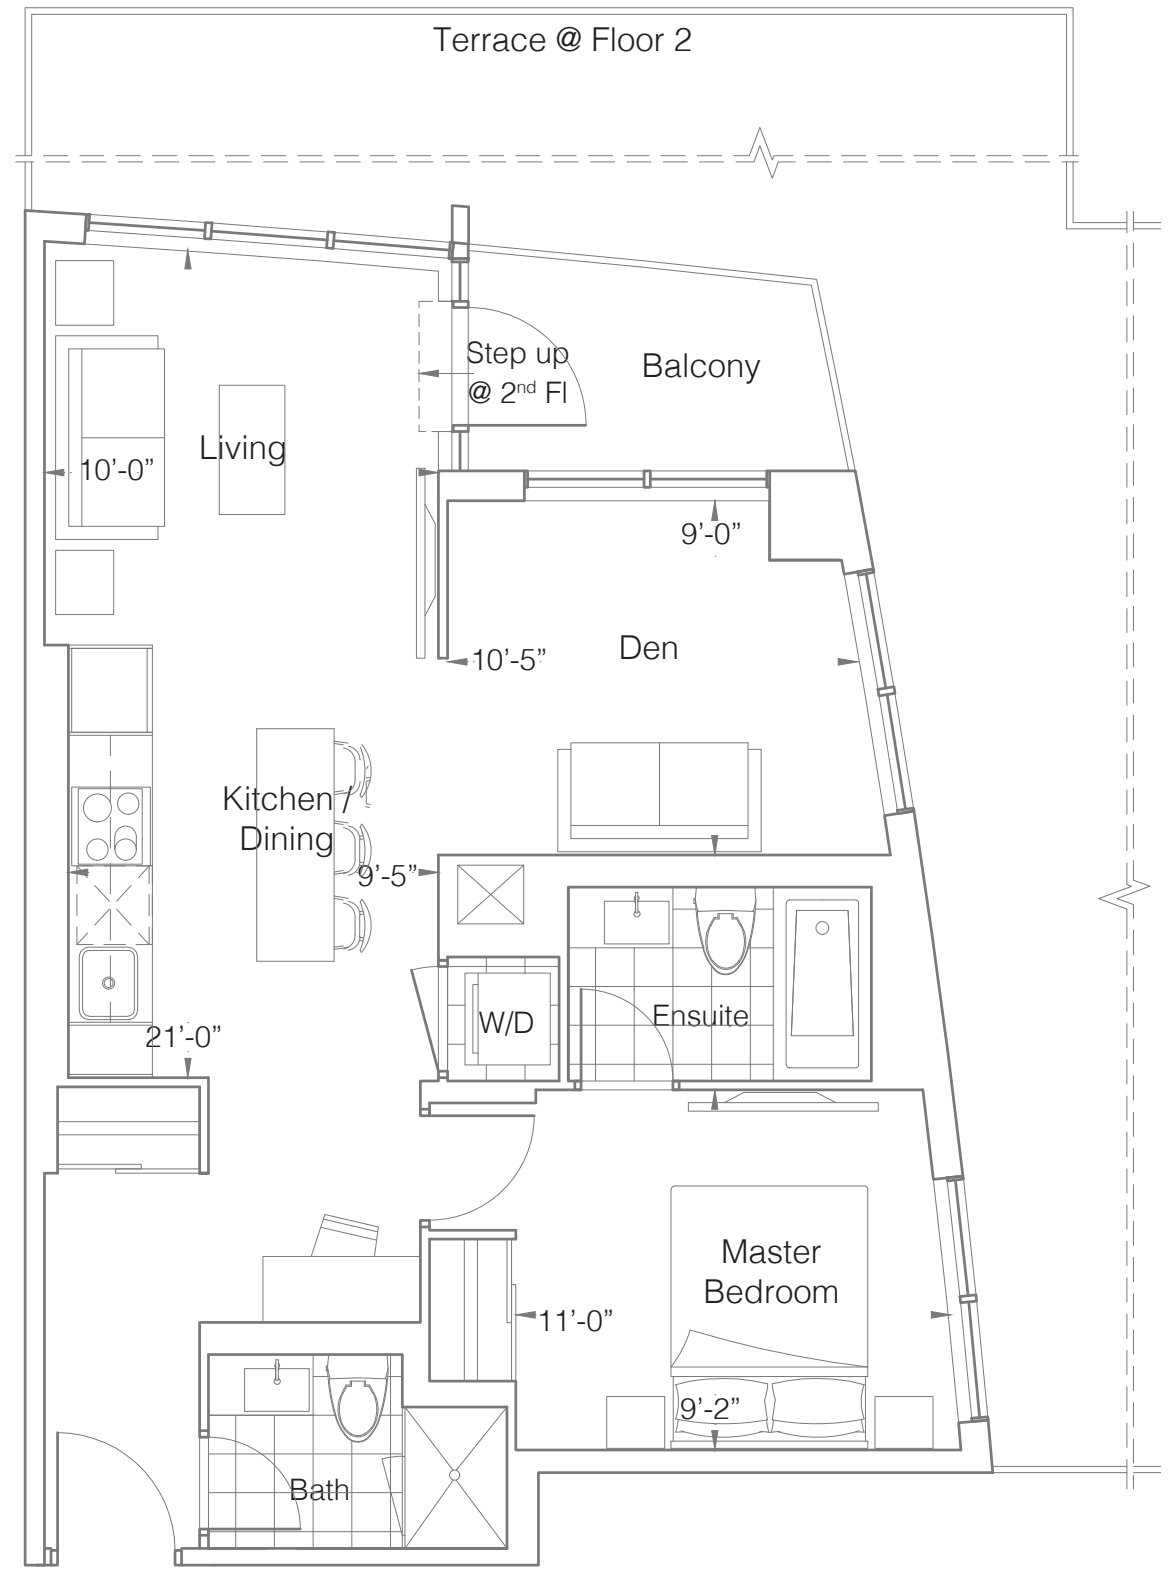 Terrace @ Floor 2
Step up
@ 2nd Fl
Balcony
Living
10’-0”
9’-0”
Den
10’-5”
Kitchen /
Dining
9’-5”
W/D
Ensuite
21’-0”
Master
Bedroom
11’-0”
9’-2”
Bath